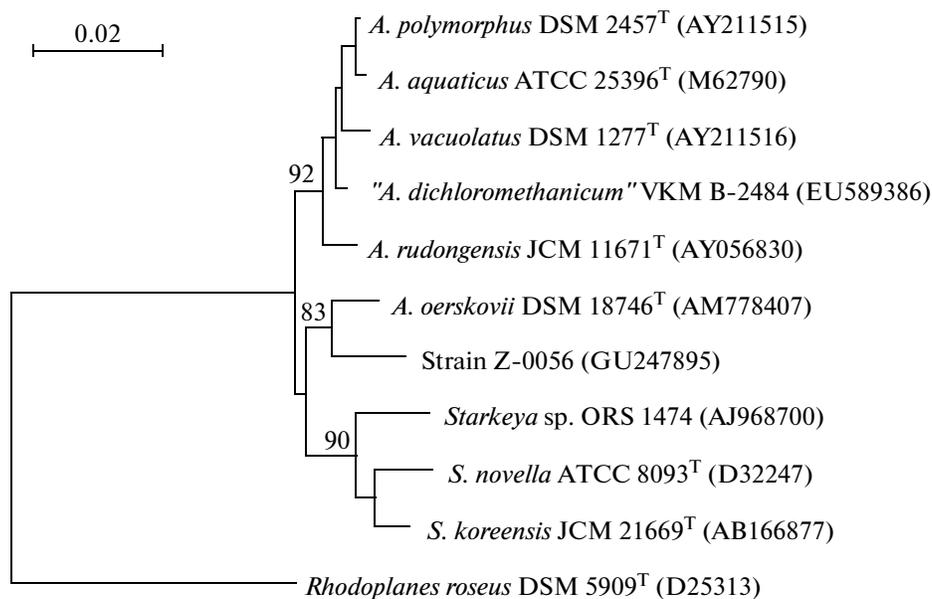 0.02
A. polymorphus DSM 2457T (AY211515)
A. aquaticus ATCC 25396T (M62790)
A. vacuolatus DSM 1277T (AY211516)
92
"A. dichloromethanicum" VKM B-2484 (EU589386)
A. rudongensis JCM 11671T (AY056830)
83
A. oerskovii DSM 18746T (AM778407)
Strain Z-0056 (GU247895)
Starkeya sp. ORS 1474 (AJ968700)
90
S. novella ATCC 8093T (D32247)
S. koreensis JCM 21669T (AB166877)
Rhodoplanes roseus DSM 5909T (D25313)